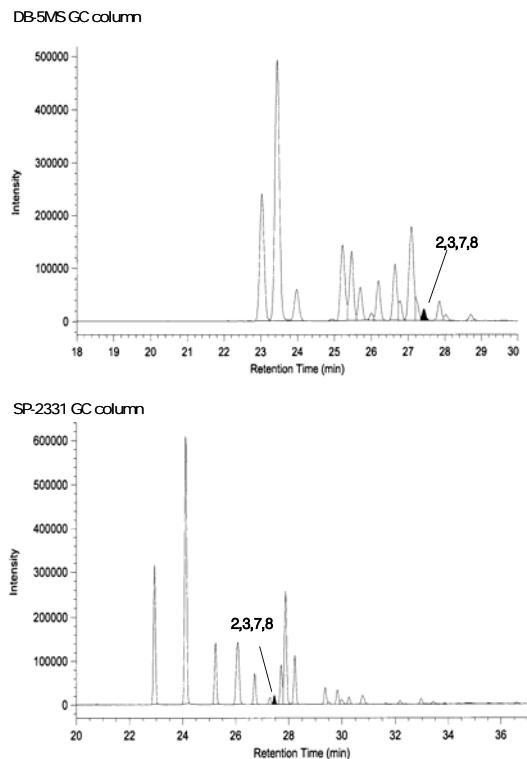 DB-5MS GC column
500000
400000
300000
200000
100000
0
Intensity
2,3,7,8
18 19 20 21 22 23 24 25 26 27 28 29 30
Retention Time (min)
SP-2331 GC column
600000
500000
400000
300000
200000
100000
0
Intensity
2,3,7,8
20 22 24 26 28 30 32 34 36
Retention Time (min)